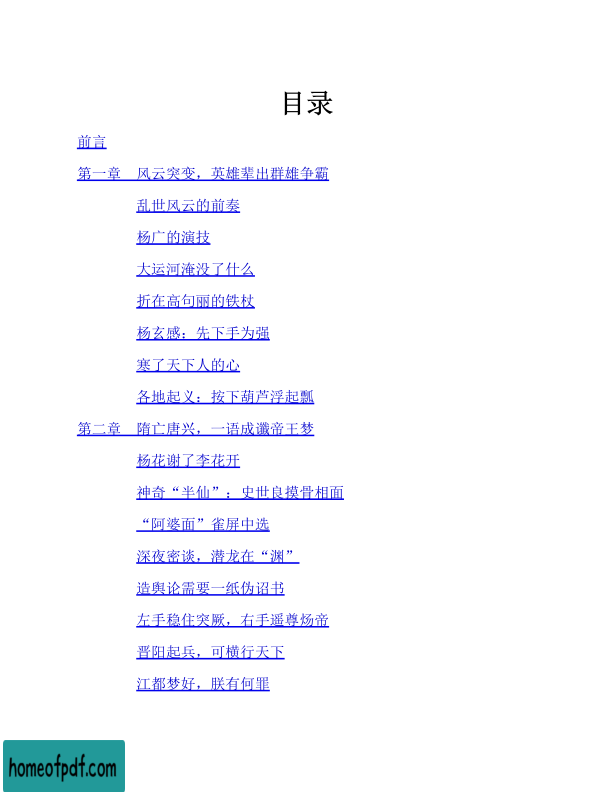 目录
前言
第一章　风云突变，英雄辈出群雄争霸
乱世风云的前奏
杨广的演技
大运河淹没了什么
折在高句丽的铁杖
杨玄感：先下手为强
寒了天下人的心
各地起义：按下葫芦浮起瓢
第二章　隋亡唐兴，一语成谶帝王梦
杨花谢了李花开
神奇“半仙”：史世良摸骨相面
“阿婆面”雀屏中选
深夜密谈，潜龙在“渊”
造舆论需要一纸伪诏书
左手稳住突厥，右手遥尊炀帝
晋阳起兵，可横行天下
江都梦好，朕有何罪
homeofpdf.com